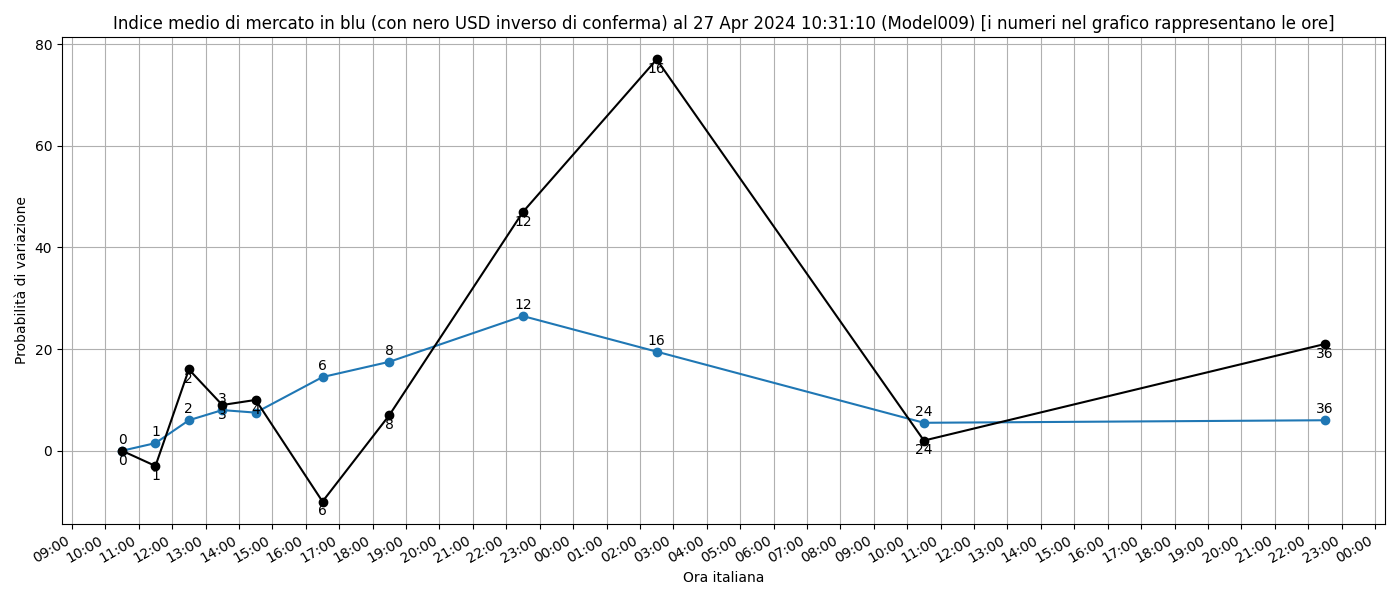 Indice medio di mercato in blu (con nero USD inverso di conferma) al 27 Apr 2024 10:31:10 (Model009) [i numeri nel grafico rappresentano le ore]
Probabilità di variazione
80
60
40
20
0
0 1 2 3 4 6 8 12 16 24 36
0 1 2 3 6 8 12 16 24 36
09:00 10:00 11:00 12:00 13:00 14:00 15:00 16:00 17:00 18:00 19:00 20:00 21:00 22:00 23:00 00:00 01:00 02:00 03:00 04:00 05:00 06:00 07:00 08:00 09:00 10:00 11:00 12:00 13:00 14:00 15:00 16:00 17:00 18:00 19:00 20:00 21:00 22:00 23:00 00:00
Ora italiana